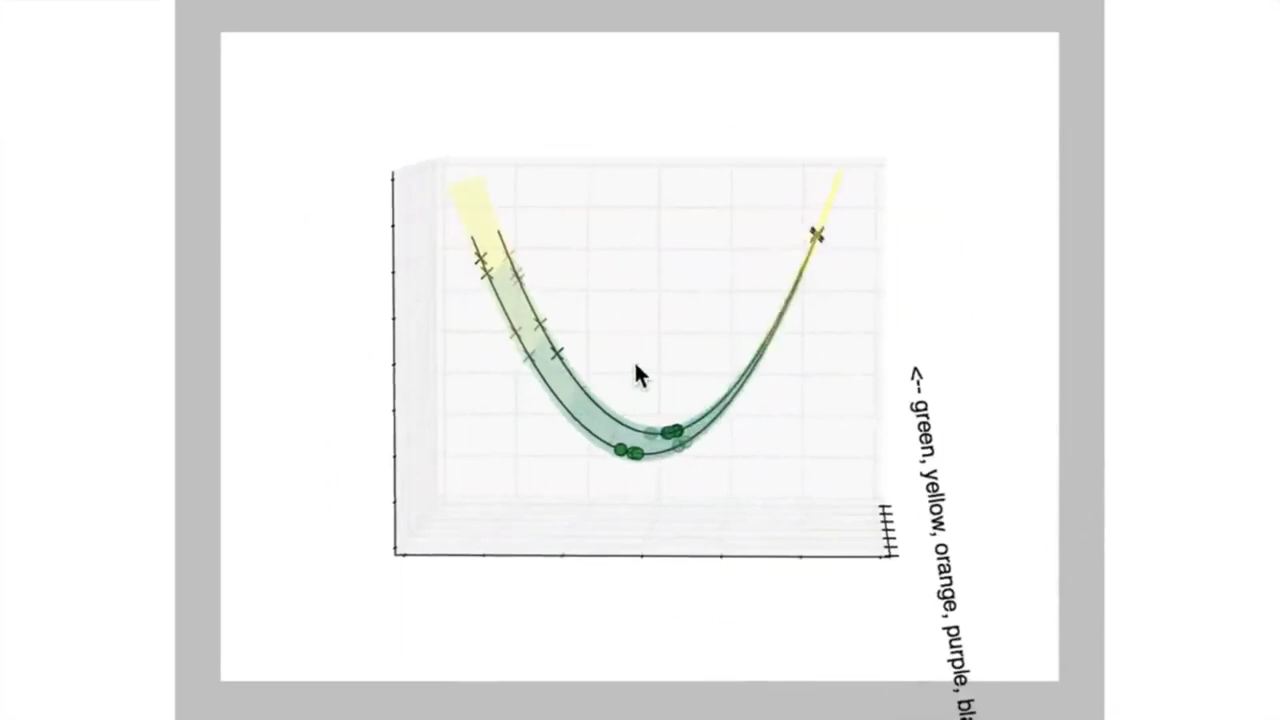 <-- green, yellow, orange, purple,